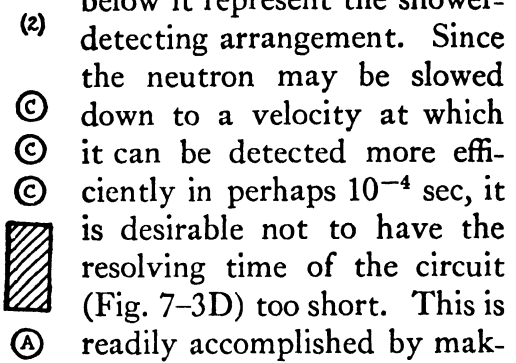 (2)
C
C
C
A
below it represent the shower-
detecting arrangement. Since
the neutron may be slowed
down to a velocity at which
it can be detected more effi-
ciently in perhaps 10⁻⁴ sec, it
is desirable not to have the
resolving time of the circuit
(Fig. 7–3D) too short. This is
readily accomplished by mak-